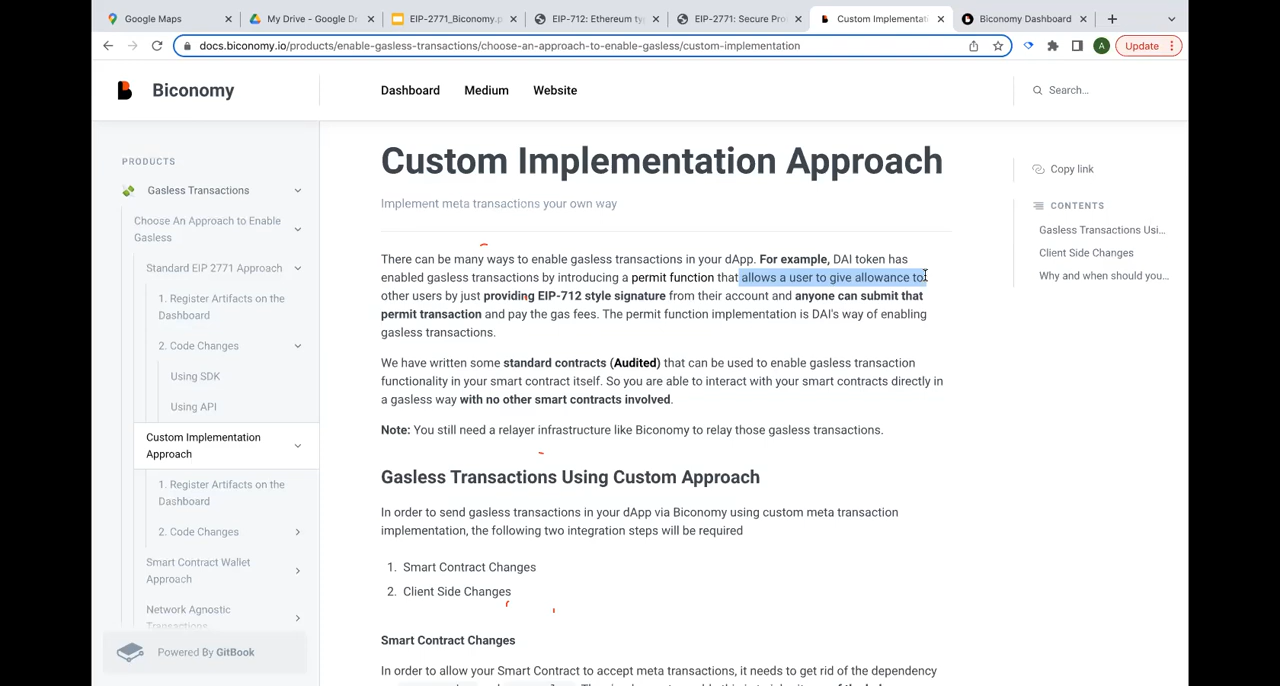 Google Maps
My Drive - Google Dr
EIP-2771_Biconomy.p
EIP-712: Ethereum ty
EIP-2771: Secure Pro
Custom Implementati
Biconomy Dashboard
docs.biconomy.io/products/enable-gasless-transactions/choose-an-approach-to-enable-gasless/custom-implementation
A
Update
Biconomy
Dashboard
Medium
Website
Search...
PRODUCTS
Gasless Transactions
Choose An Approach to Enable
Gasless
Standard EIP 2771 Approach
1. Register Artifacts on the
Dashboard
2. Code Changes
Using SDK
Using API
Custom Implementation
Approach
1. Register Artifacts on the
Dashboard
2. Code Changes
Smart Contract Wallet
Approach
Network Agnostic
Transactions
Powered By GitBook
Custom Implementation Approach
Implement meta transactions your own way
There can be many ways to enable gasless transactions in your dApp. For example, DAI token has
enabled gasless transactions by introducing a permit function that allows a user to give allowance to
other users by just providing EIP-712 style signature from their account and anyone can submit that
permit transaction and pay the gas fees. The permit function implementation is DAI's way of enabling
gasless transactions.
We have written some standard contracts (Audited) that can be used to enable gasless transaction
functionality in your smart contract itself. So you are able to interact with your smart contracts directly in
a gasless way with no other smart contracts involved.
Note: You still need a relayer infrastructure like Biconomy to relay those gasless transactions.
Gasless Transactions Using Custom Approach
In order to send gasless transactions in your dApp via Biconomy using custom meta transaction
implementation, the following two integration steps will be required
1. Smart Contract Changes
2. Client Side Changes
Smart Contract Changes
In order to allow your Smart Contract to accept meta transactions, it needs to get rid of the dependency
Copy link
CONTENTS
Gasless Transactions Usi...
Client Side Changes
Why and when should you...